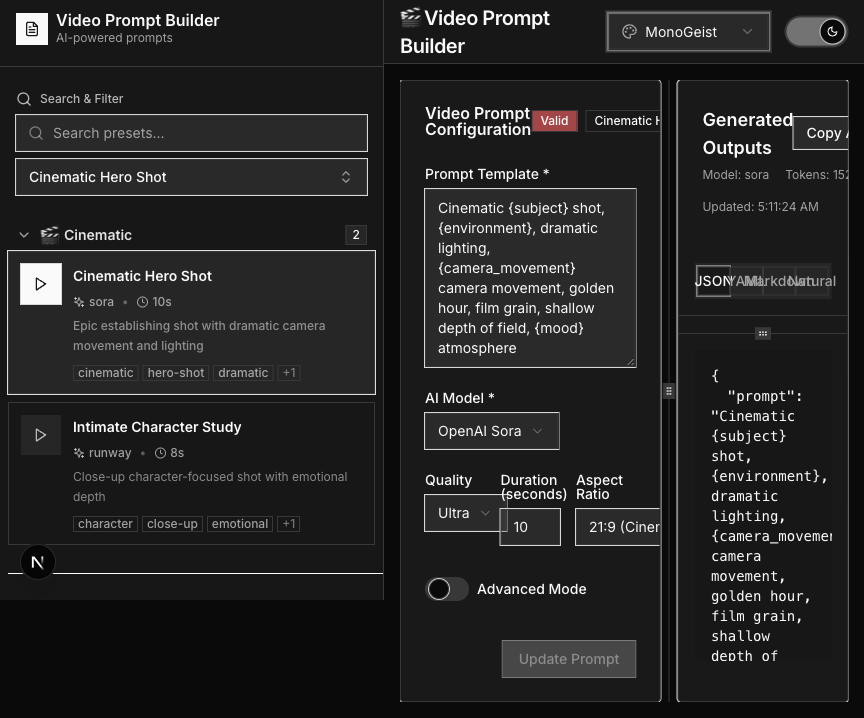 Video Prompt Builder
AI-powered prompts
Search & Filter
Search presets...
Cinematic Hero Shot
Cinematic
2
Cinematic Hero Shot
sora • 10s
Epic establishing shot with dramatic camera
movement and lighting
cinematic hero-shot dramatic +1
Intimate Character Study
runway • 8s
Close-up character-focused shot with emotional
depth
character close-up emotional +1
N
Video Prompt
Builder
MonoGeist
Video Prompt
Configuration
Valid
Cinematic H
Prompt Template *
Cinematic {subject} shot,
{environment}, dramatic
lighting,
{camera_movement}
camera movement, golden
hour, film grain, shallow
depth of field, {mood}
atmosphere
AI Model *
OpenAI Sora
Quality
Ultra
Duration
(seconds)
10
Aspect
Ratio
21:9 (Ciner
Advanced Mode
Update Prompt
Generated
Outputs
Copy A
Model: sora Tokens: 152
Updated: 5:11:24 AM
JSON YAML Markdown Natural
{
"prompt":
"Cinematic
{subject}
shot,
{environment},
dramatic
lighting,
{camera_movemen
camera
movement,
golden hour,
film grain,
shallow
depth of